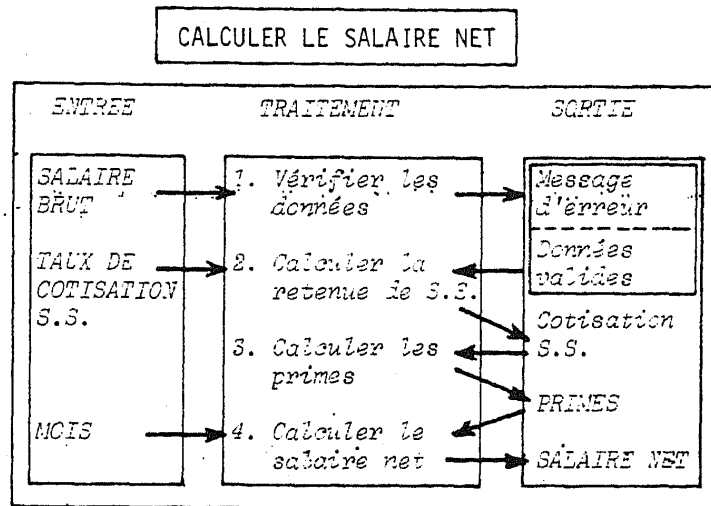 CALCULER LE SALAIRE NET
ENTREE
TRAITEMENT
SORTIE
SALAIRE
BRUT
TAUX DE
COTISATION
S.S.
MOIS
1. Vérifier les
données
2. Calculer la
retenue de S.S.
3. Calculer les
primes
4. Calculer le
salaire net
Message
d'erreur
Données
valides
Cotisation
S.S.
PRIMES
SALAIRE NET